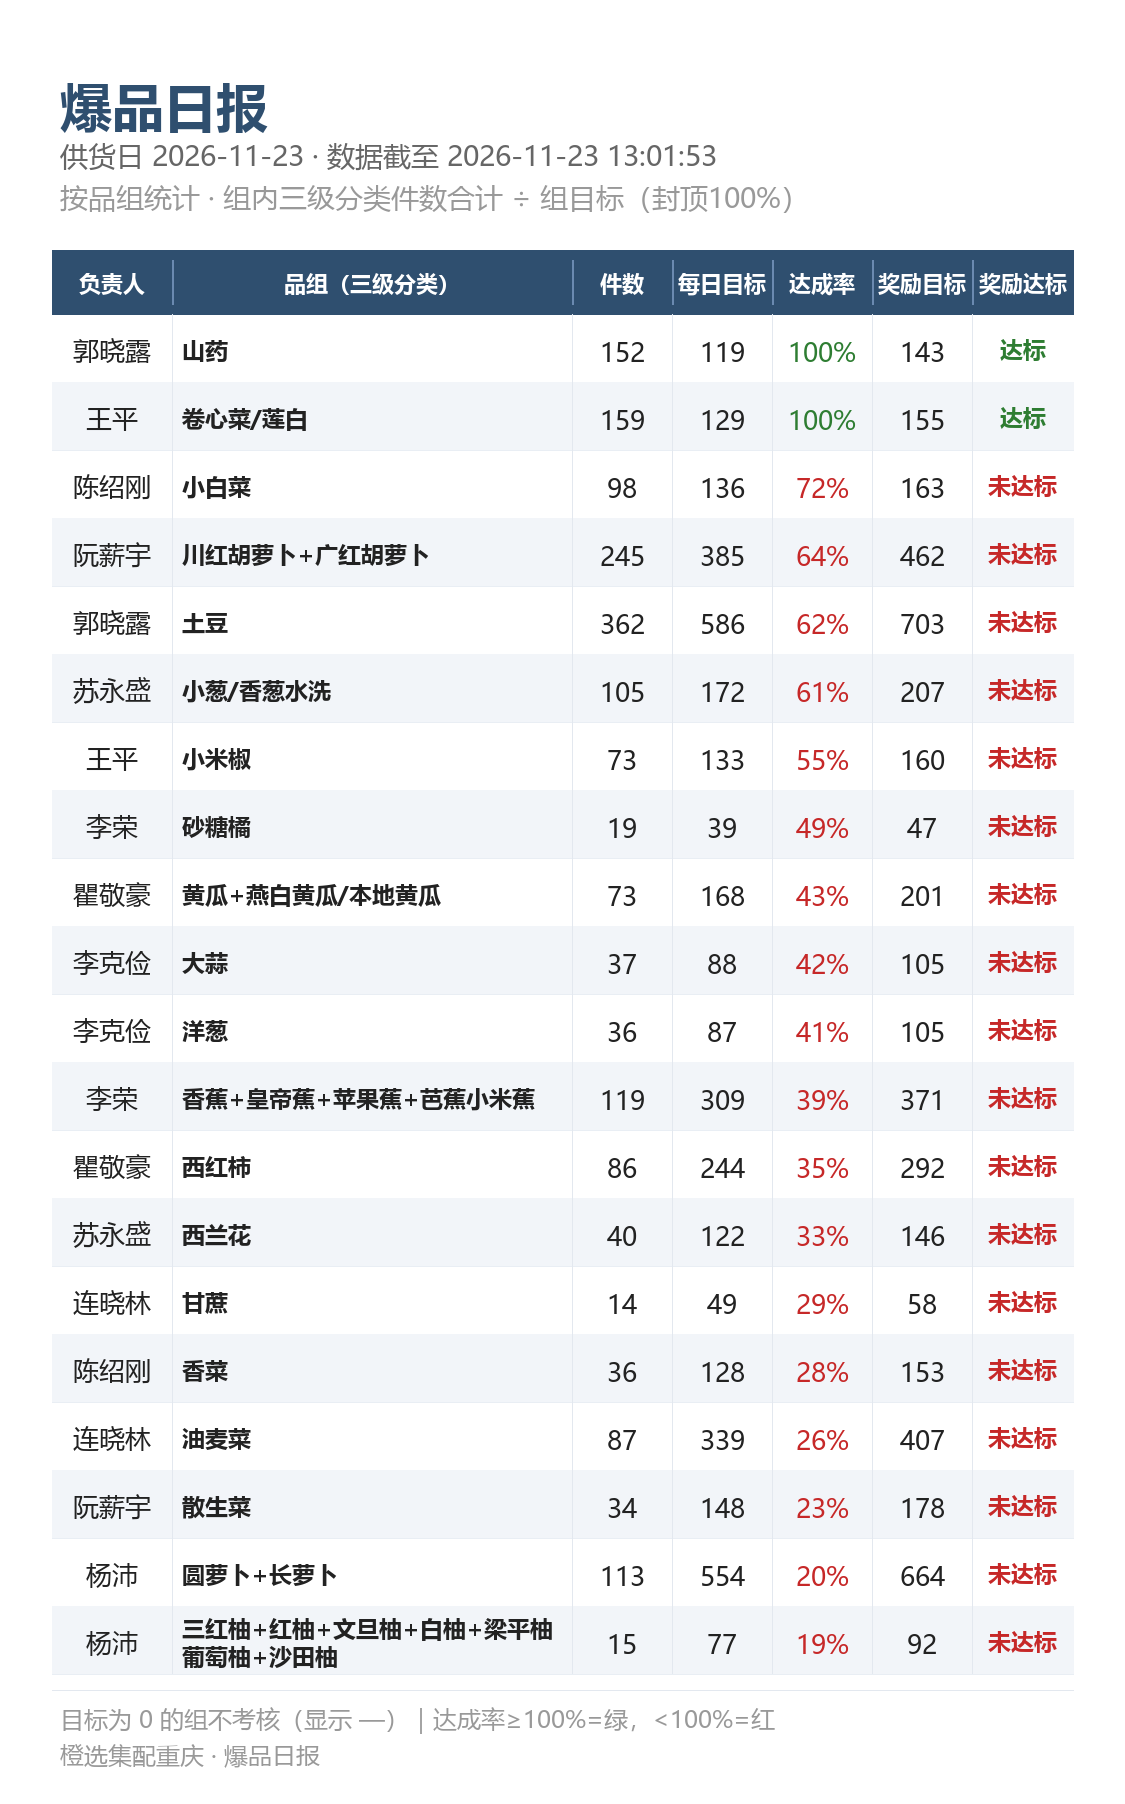 爆品日报
供货日 2026-11-23 · 数据截至 2026-11-23 13:01:53
按品组统计 · 组内三级分类件数合计 ÷ 组目标（封顶100%）
负责人 品组（三级分类） 件数 每日目标 达成率 奖励目标 奖励达标
郭晓露 山药 152 119 100% 143 达标
王平 卷心菜/莲白 159 129 100% 155 达标
陈绍刚 小白菜 98 136 72% 163 未达标
阮薪宇 川红胡萝卜+广红胡萝卜 245 385 64% 462 未达标
郭晓露 土豆 362 586 62% 703 未达标
苏永盛 小葱/香葱水洗 105 172 61% 207 未达标
王平 小米椒 73 133 55% 160 未达标
李荣 砂糖橘 19 39 49% 47 未达标
瞿敬豪 黄瓜+燕白黄瓜/本地黄瓜 73 168 43% 201 未达标
李克俭 大蒜 37 88 42% 105 未达标
李克俭 洋葱 36 87 41% 105 未达标
李荣 香蕉+皇帝蕉+苹果蕉+芭蕉小米蕉 119 309 39% 371 未达标
瞿敬豪 西红柿 86 244 35% 292 未达标
苏永盛 西兰花 40 122 33% 146 未达标
连晓林 甘蔗 14 49 29% 58 未达标
陈绍刚 香菜 36 128 28% 153 未达标
连晓林 油麦菜 87 339 26% 407 未达标
阮薪宇 散生菜 34 148 23% 178 未达标
杨沛 圆萝卜+长萝卜 113 554 20% 664 未达标
杨沛 三红柚+红柚+文旦柚+白柚+梁平柚 15 77 19% 92 未达标
葡萄柚+沙田柚
目标为 0 的组不考核（显示 —）｜达成率≥100%=绿，<100%=红
橙选集配重庆 · 爆品日报